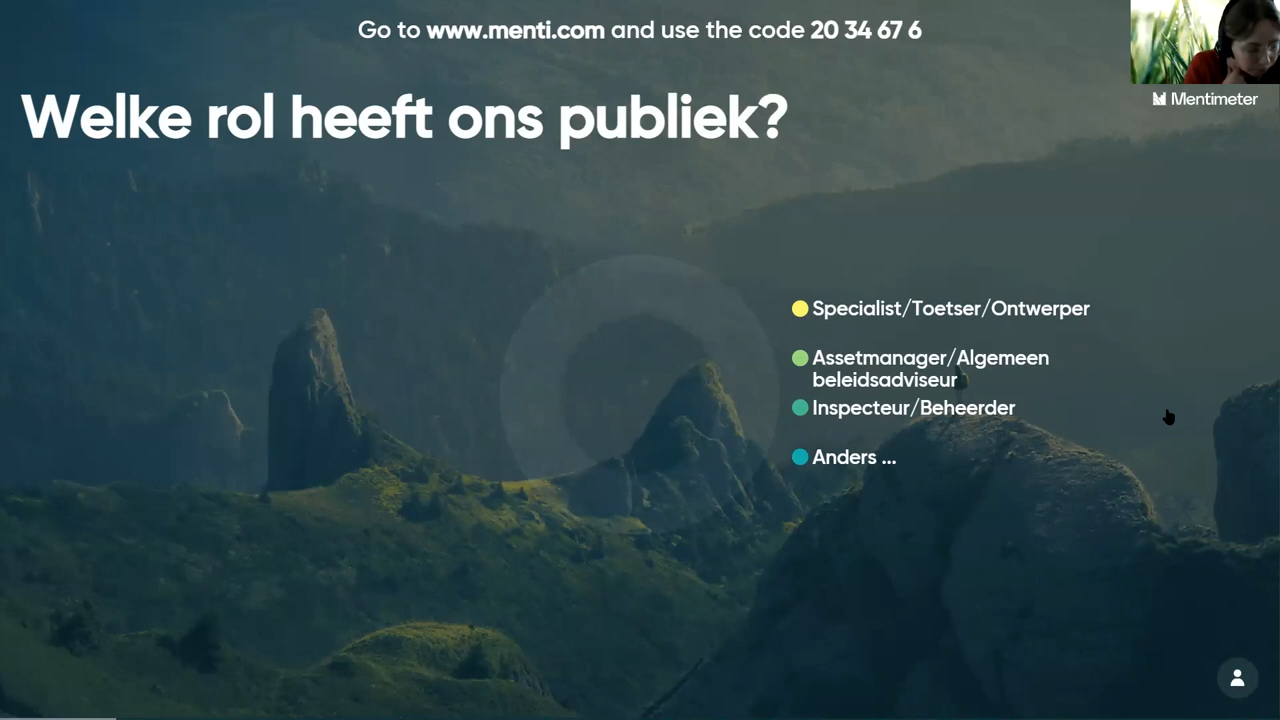 Go to www.menti.com and use the code 20 34 67 6
Mentimeter
Welke rol heeft ons publiek?
Specialist/Toetser/Ontwerper
Assetmanager/Algemeen
beleidsadviseur
Inspecteur/Beheerder
Anders ...